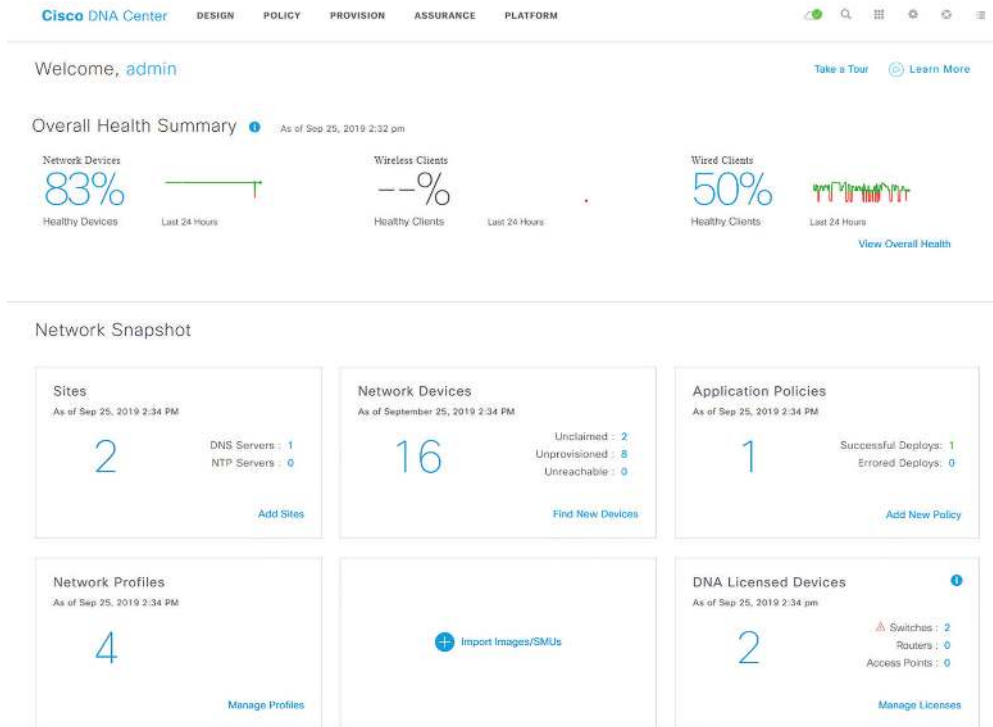 Cisco DNA Center DESIGN POLICY PROVISION ASSURANCE PLATFORM
Welcome, admin
Take a Tour Learn More
Overall Health Summary As of Sep 25, 2019 2:32 pm
Network Devices
83%
Healthy Devices Last 24 Hours
Wireless Clients
--%
Healthy Clients Last 24 Hours
Wired Clients
50%
Healthy Clients Last 24 Hours
View Overall Health
Network Snapshot
Sites
As of Sep 25, 2019 2:34 PM
2
DNS Servers : 1
NTP Servers : 0
Add Sites
Network Devices
As of September 25, 2019 2:34 PM
16
Unclaimed : 2
Unprovisioned : 8
Unreachable : 0
Find New Devices
Application Policies
As of Sep 25, 2019 2:34 PM
1
Successful Deploys: 1
Errored Deploys: 0
Add New Policy
Network Profiles
As of Sep 25, 2019 2:34 PM
4
Manage Profiles
Import Images/SMUs
DNA Licensed Devices
As of Sep 25, 2019 2:34 pm
2
Switches : 2
Routers : 0
Access Points : 0
Manage Licenses